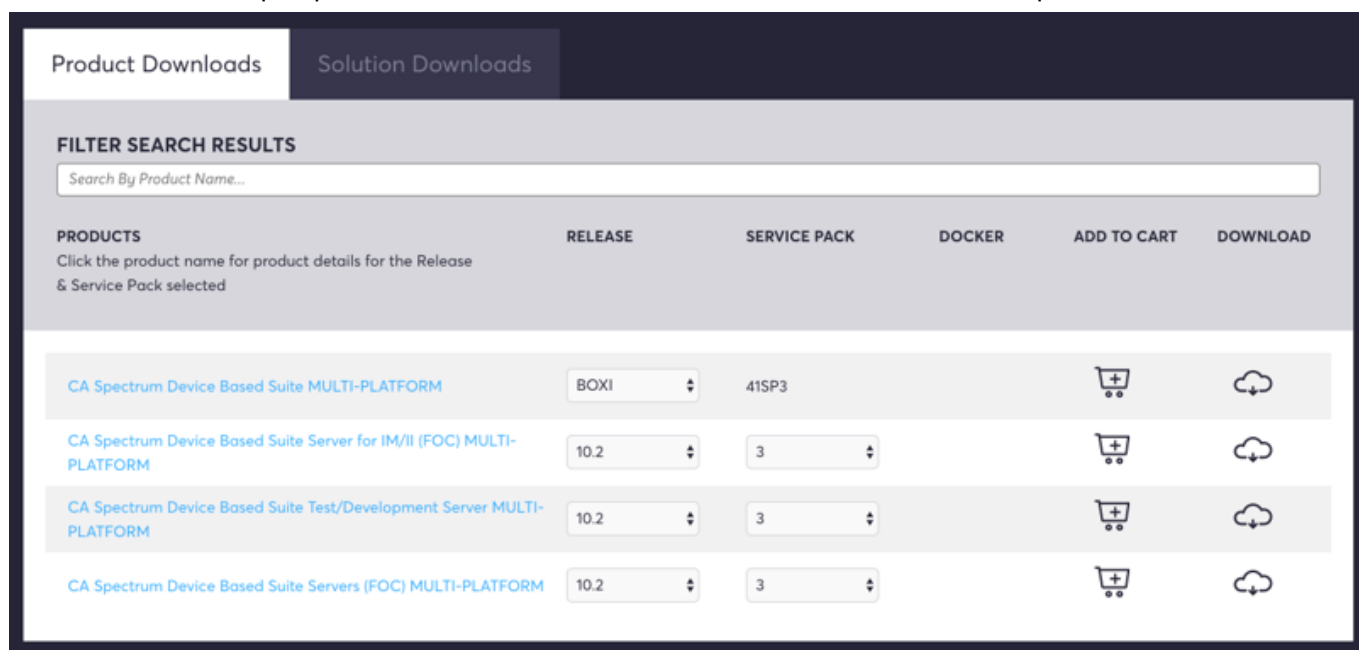 Product Downloads Solution Downloads
FILTER SEARCH RESULTS
Search By Product Name...
PRODUCTS RELEASE SERVICE PACK DOCKER ADD TO CART DOWNLOAD
Click the product name for product details for the Release
& Service Pack selected
CA Spectrum Device Based Suite MULTI-PLATFORM BOXI 41SP3
CA Spectrum Device Based Suite Server for IM/II (FOC) MULTI-
PLATFORM 10.2 3
CA Spectrum Device Based Suite Test/Development Server MULTI-
PLATFORM 10.2 3
CA Spectrum Device Based Suite Servers (FOC) MULTI-PLATFORM 10.2 3